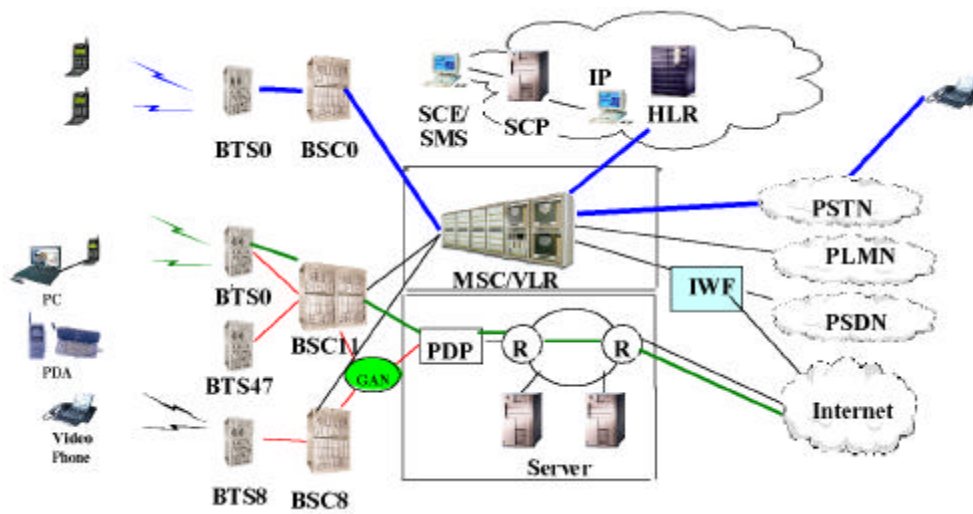 IP
SCE/
SMS
SCP
HLR
BTS0
BSC0
PSTN
MSC/VLR
PLMN
IWF
PSDN
PC
BTS0
BSC11
PDP
R
R
PDA
GAN
BTS47
Internet
Video
Phone
Server
BTS8
BSC8